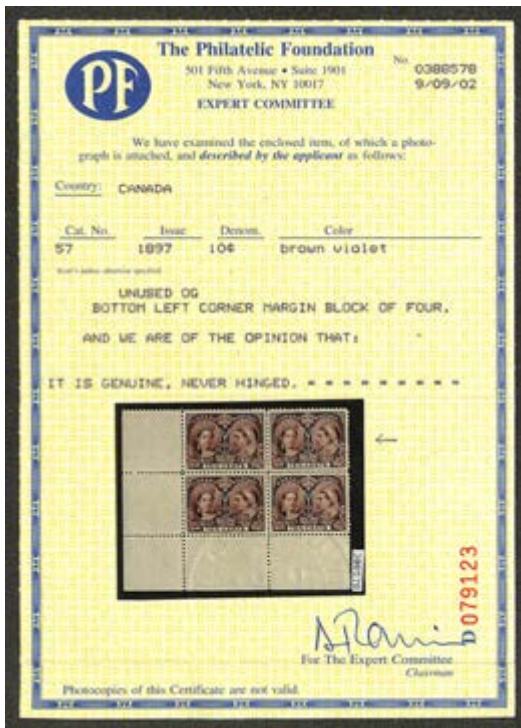 The Philatelic Foundation
PF
501 Fifth Avenue • Suite 1901
New York, NY 10017
No. 0388578
9/09/02
EXPERT COMMITTEE
We have examined the enclosed item, of which a photo-
graph is attached, and described by the applicant as follows:
Country: CANADA
Cat. No. Issue Denom. Color
57 1897 10¢ brown violet
UNUSED OG
BOTTOM LEFT CORNER MARGIN BLOCK OF FOUR.
AND WE ARE OF THE OPINION THAT:
IT IS GENUINE, NEVER HINGED.
D079123
For The Expert Committee
Chairman
Photocopies of this Certificate are not valid.